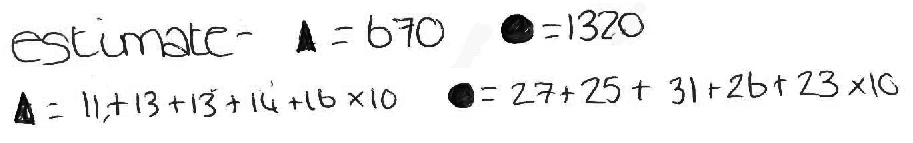 estimate- ▲ = 670 ● = 1320
▲ = 11 + 13 + 13 + 14 + 16 × 10 ● = 27 + 25 + 31 + 26 + 23 × 10